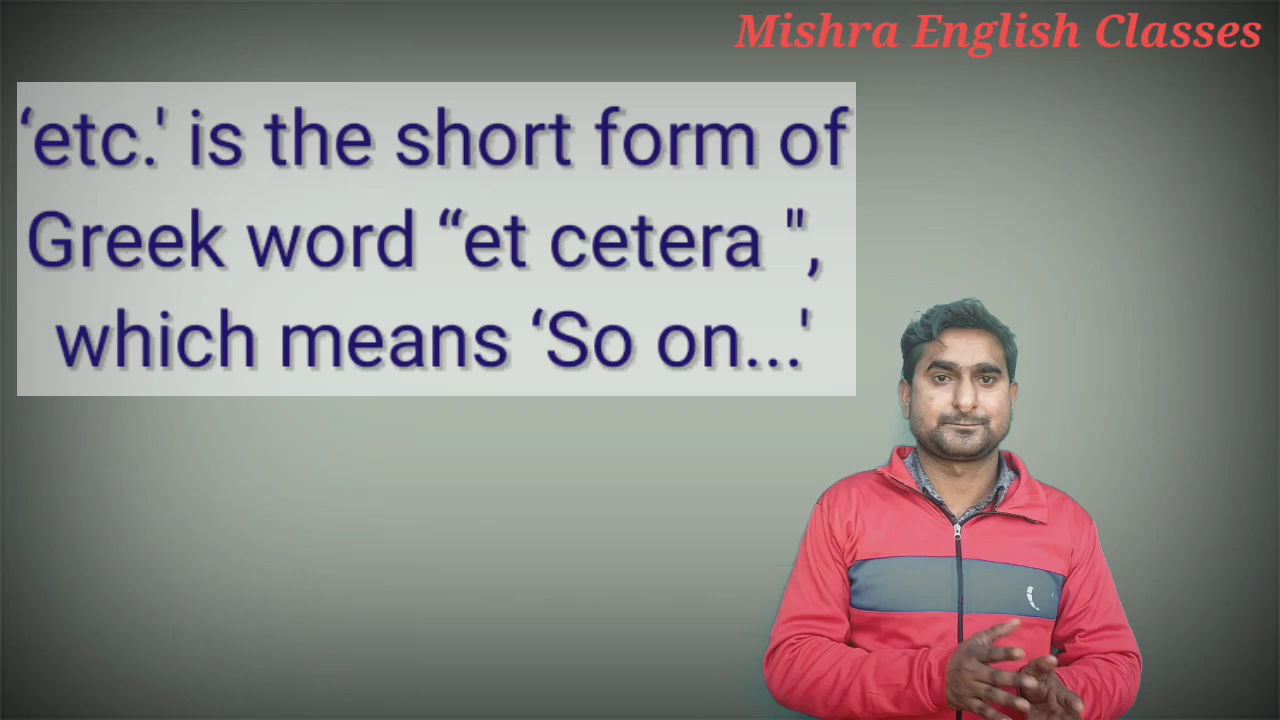 Mishra English Classes
‘etc.' is the short form of
Greek word “et cetera ",
which means ‘So on...'